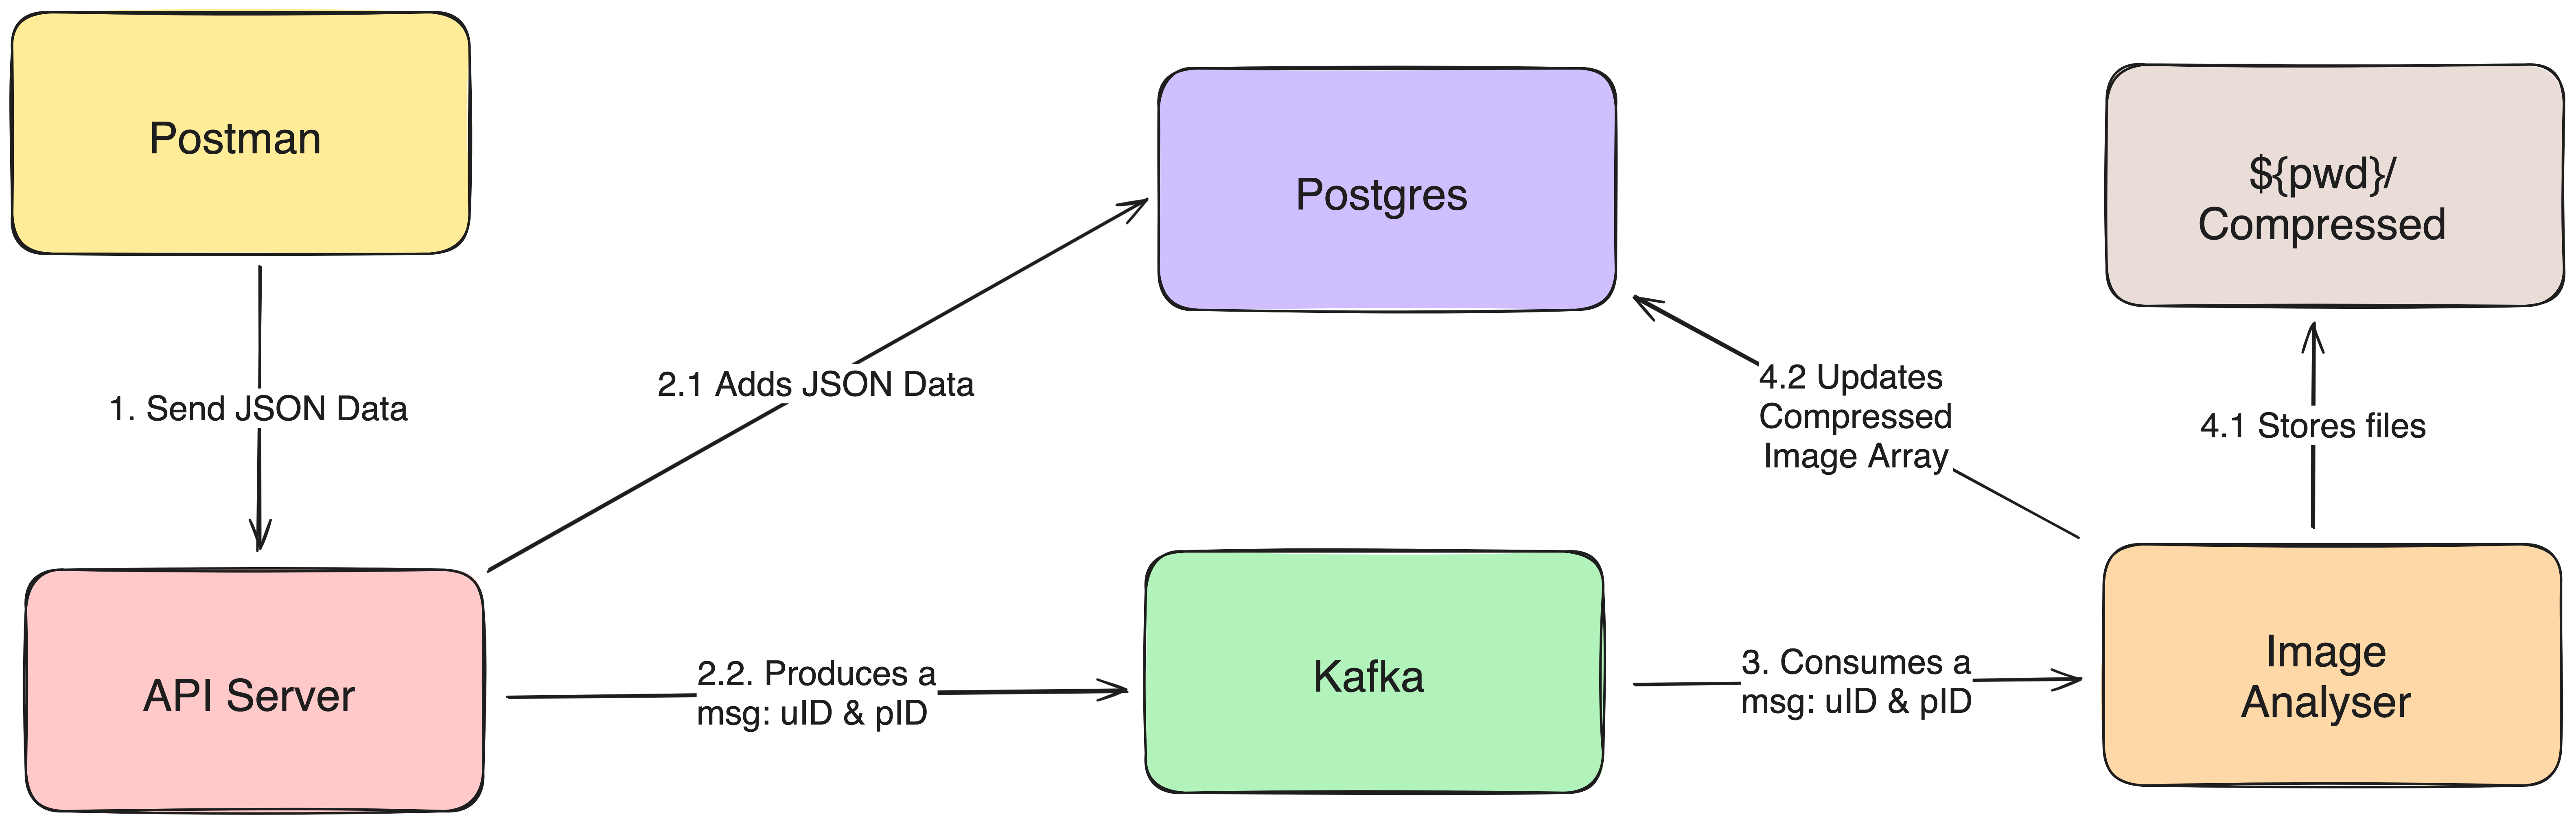 Postman
Postgres
${pwd}/
Compressed
1. Send JSON Data
2.1 Adds JSON Data
4.2 Updates
Compressed
Image Array
4.1 Stores files
API Server
2.2. Produces a
msg: uID & pID
Kafka
3. Consumes a
msg: uID & pID
Image
Analyser